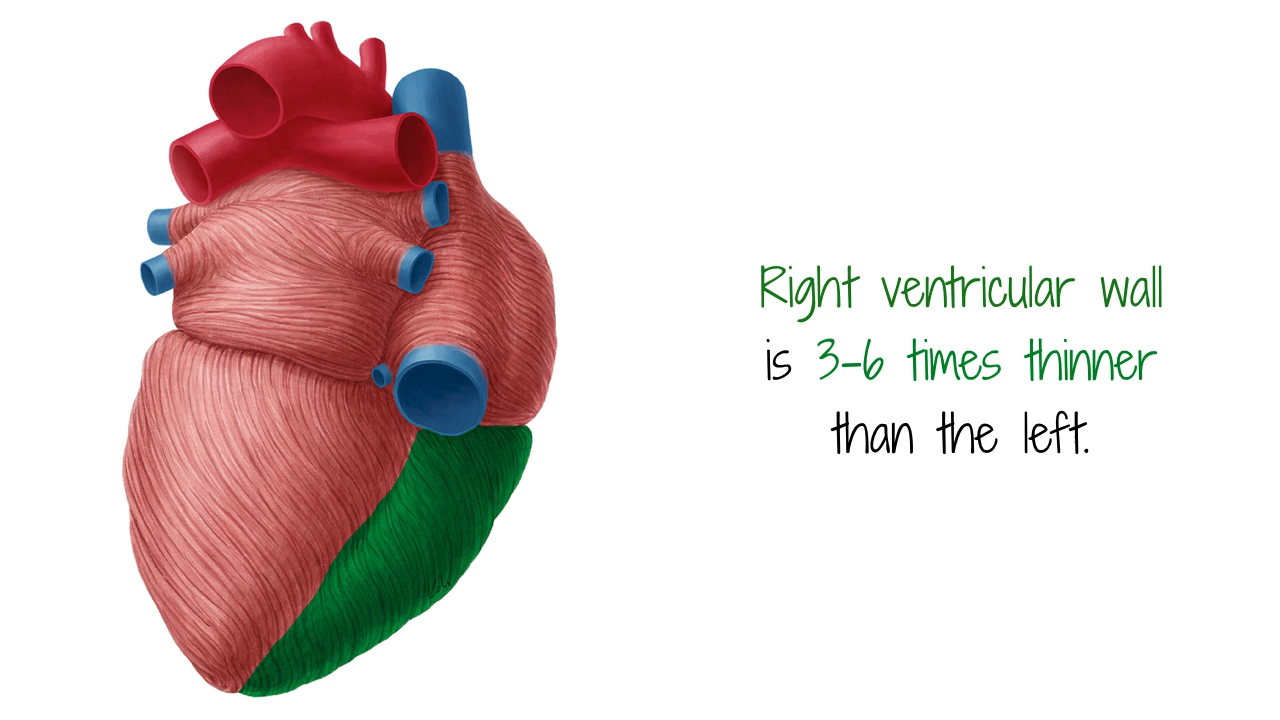 Right ventricular wall
is 3-6 times thinner
than the left.